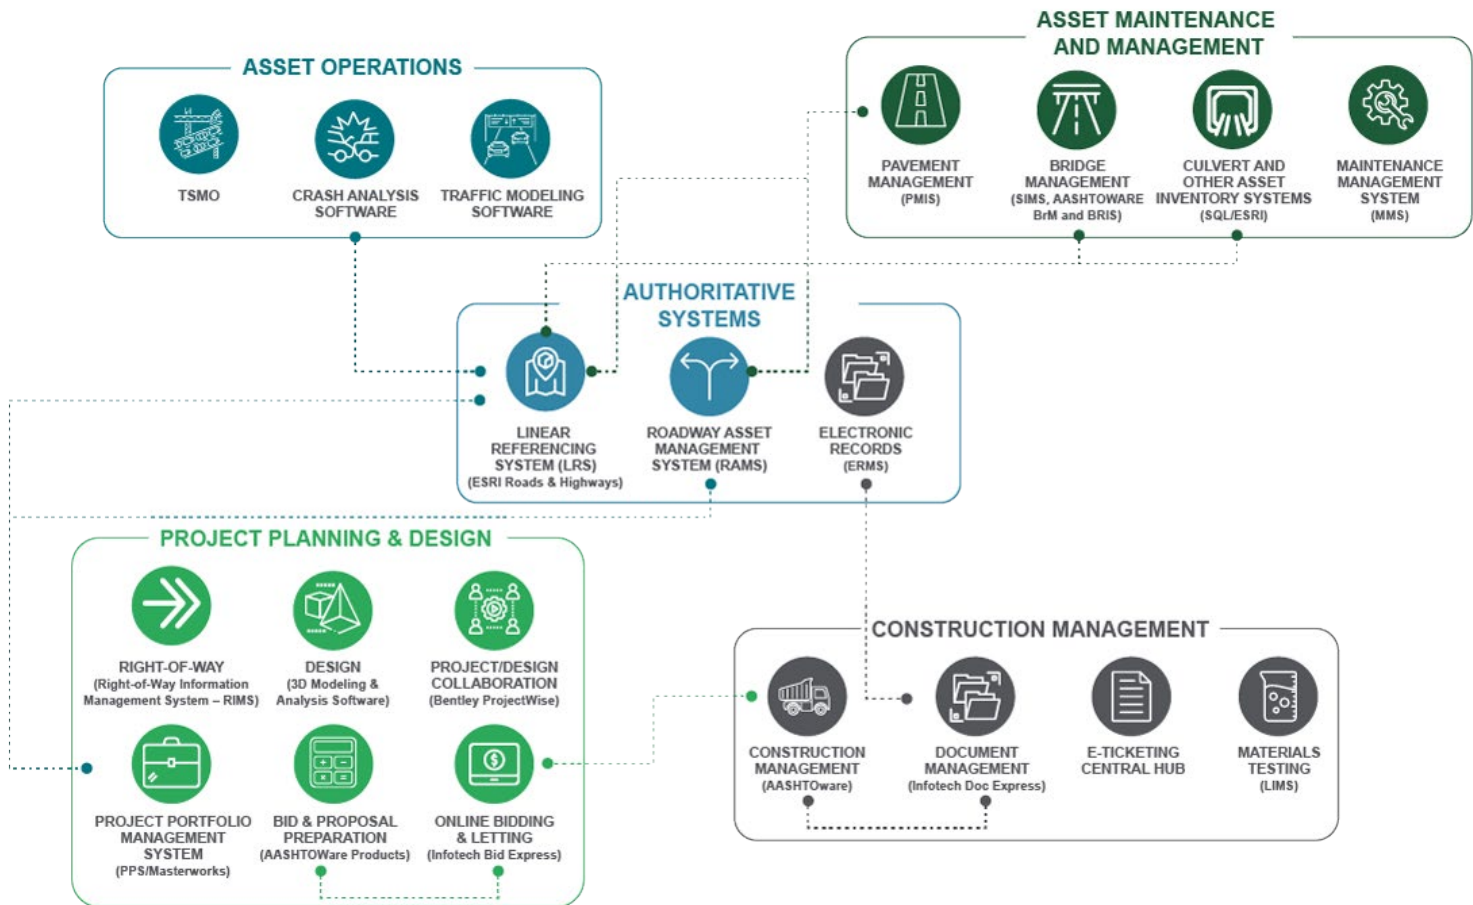 ASSET OPERATIONS
TSMO
CRASH ANALYSIS
SOFTWARE
TRAFFIC MODELING
SOFTWARE
ASSET MAINTENANCE
AND MANAGEMENT
PAVEMENT
MANAGEMENT
(PMIS)
BRIDGE
MANAGEMENT
(SIMS, AASHTOWARE
BrM and BRIS)
CULVERT AND
OTHER ASSET
INVENTORY SYSTEMS
(SQL/ESRI)
MAINTENANCE
MANAGEMENT
SYSTEM
(MMS)
AUTHORITATIVE
SYSTEMS
LINEAR
REFERENCING
SYSTEM (LRS)
(ESRI Roads & Highways)
ROADWAY ASSET
MANAGEMENT
SYSTEM (RAMS)
ELECTRONIC
RECORDS
(ERMS)
PROJECT PLANNING & DESIGN
RIGHT-OF-WAY
(Right-of-Way Information
Management System – RIMS)
DESIGN
(3D Modeling &
Analysis Software)
PROJECT/DESIGN
COLLABORATION
(Bentley ProjectWise)
PROJECT PORTFOLIO
MANAGEMENT
SYSTEM
(PPS/Masterworks)
BID & PROPOSAL
PREPARATION
(AASHTOWare Products)
ONLINE BIDDING
& LETTING
(Infotech Bid Express)
CONSTRUCTION MANAGEMENT
CONSTRUCTION
MANAGEMENT
(AASHTOware)
DOCUMENT
MANAGEMENT
(Infotech Doc Express)
E-TICKETING
CENTRAL HUB
MATERIALS
TESTING
(LIMS)